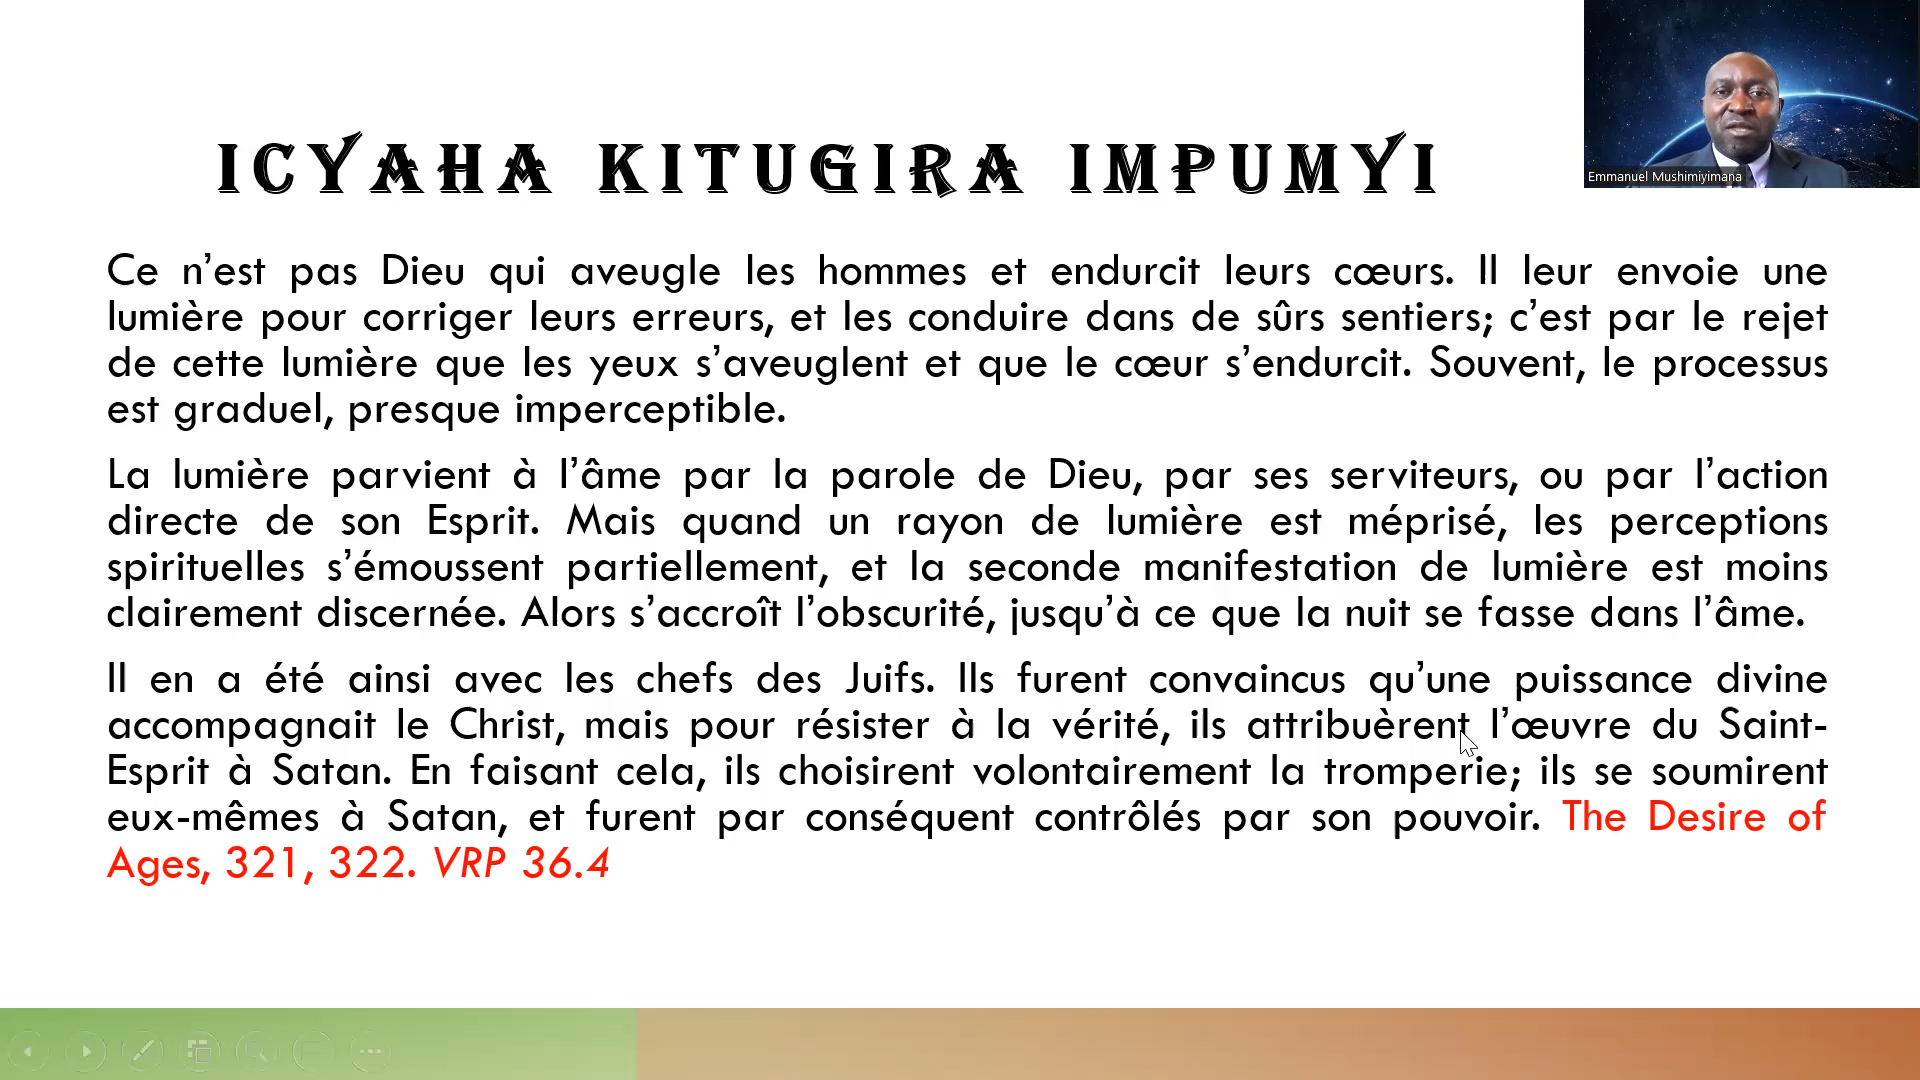 ICYAHA KITUGIRA IMPUMYI
Emmanuel Mushimiyimana
Ce n’est pas Dieu qui aveugle les hommes et endurcit leurs cœurs. Il leur envoie une
lumière pour corriger leurs erreurs, et les conduire dans de sûrs sentiers; c’est par le rejet
de cette lumière que les yeux s’aveuglent et que le cœur s’endurcit. Souvent, le processus
est graduel, presque imperceptible.
La lumière parvient à l’âme par la parole de Dieu, par ses serviteurs, ou par l’action
directe de son Esprit. Mais quand un rayon de lumière est méprisé, les perceptions
spirituelles s’émoussent partiellement, et la seconde manifestation de lumière est moins
clairement discernée. Alors s’accroît l’obscurité, jusqu’à ce que la nuit se fasse dans l’âme.
Il en a été ainsi avec les chefs des Juifs. Ils furent convaincus qu’une puissance divine
accompagnait le Christ, mais pour résister à la vérité, ils attribuèrent l’œuvre du Saint-
Esprit à Satan. En faisant cela, ils choisirent volontairement la tromperie; ils se soumirent
eux-mêmes à Satan, et furent par conséquent contrôlés par son pouvoir. The Desire of
Ages, 321, 322. VRP 36.4